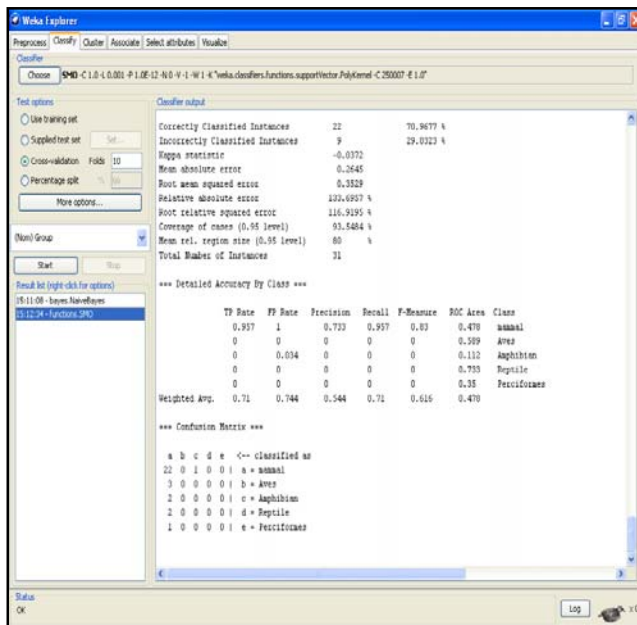 Weka Explorer
Preprocess Classify Cluster Associate Select attributes Visualize
Classifier
Choose SMO -C 1.0 -L 0.001 -P 1.0E-12 -N 0 -V -1 -W 1 -K "weka.classifiers.functions.supportVector.PolyKernel -C 250007 -E 1.0"
Test options
Use training set
Supplied test set Set...
Cross-validation Folds 10
Percentage split %
More options...
(Nom) Group
Start Stop
Result list (right-click for options)
15:11:08 - bayes.NaiveBayes
15:12:34 - functions.SMO
Classifier output
Correctly Classified Instances 22 70.9677 %
Incorrectly Classified Instances 9 29.0323 %
Kappa statistic -0.0372
Mean absolute error 0.2645
Root mean squared error 0.3529
Relative absolute error 133.6957 %
Root relative squared error 116.9195 %
Coverage of cases (0.95 level) 93.5484 %
Mean rel. region size (0.95 level) 80 %
Total Number of Instances 31
=== Detailed Accuracy By Class ===
TP Rate FP Rate Precision Recall F-Measure ROC Area Class
0.957 1 0.733 0.957 0.83 0.478 mammal
0 0 0 0 0 0.589 Aves
0 0.034 0 0 0 0.112 Amphibian
0 0 0 0 0 0.733 Reptile
0 0 0 0 0 0.35 Perciformes
Weighted Avg. 0.71 0.744 0.544 0.71 0.616 0.478
=== Confusion Matrix ===
a b c d e <-- classified as
22 0 1 0 0 | a = mammal
3 0 0 0 0 | b = Aves
2 0 0 0 0 | c = Amphibian
2 0 0 0 0 | d = Reptile
1 0 0 0 0 | e = Perciformes
Status
OK
Log